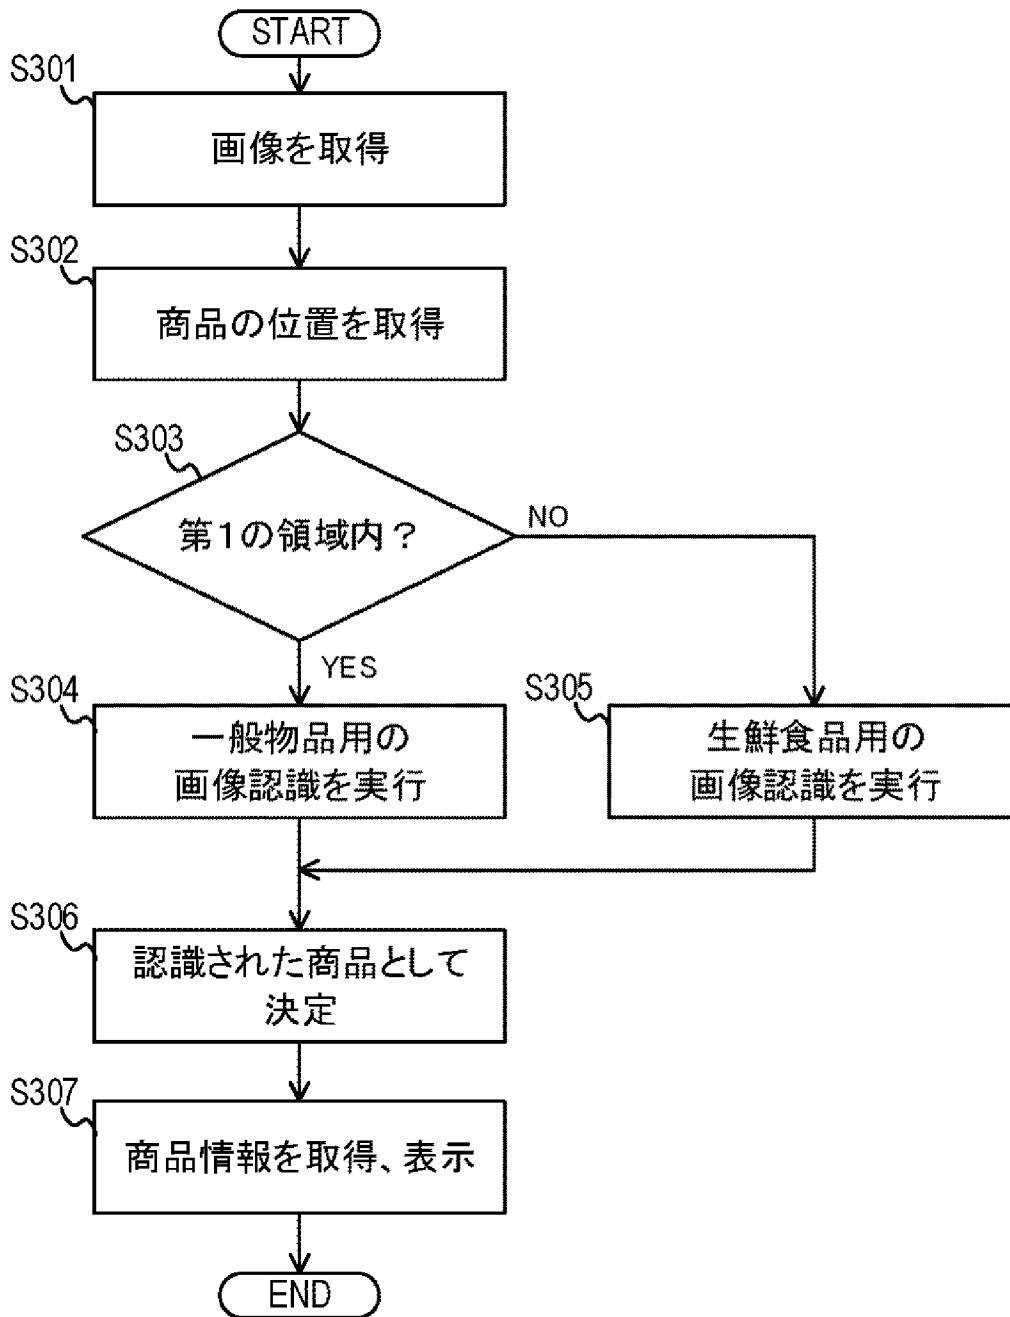 START
S301
画像を取得
S302
商品の位置を取得
S303
第1の領域内？
NO
YES
S304
一般物品用の
画像認識を実行
S305
生鮮食品用の
画像認識を実行
S306
認識された商品として
決定
S307
商品情報を取得、表示
END